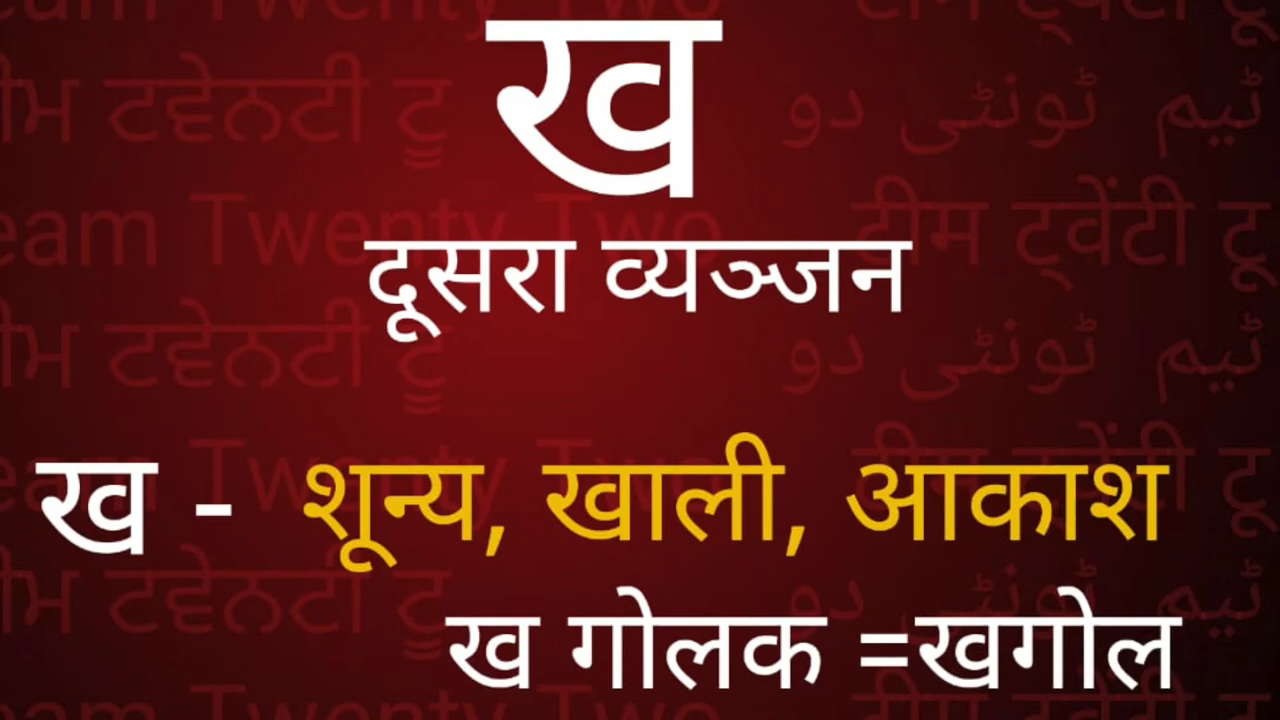 ख
दूसरा व्यञ्जन
ख - शून्य, खाली, आकाश
ख गोलक =खगोल